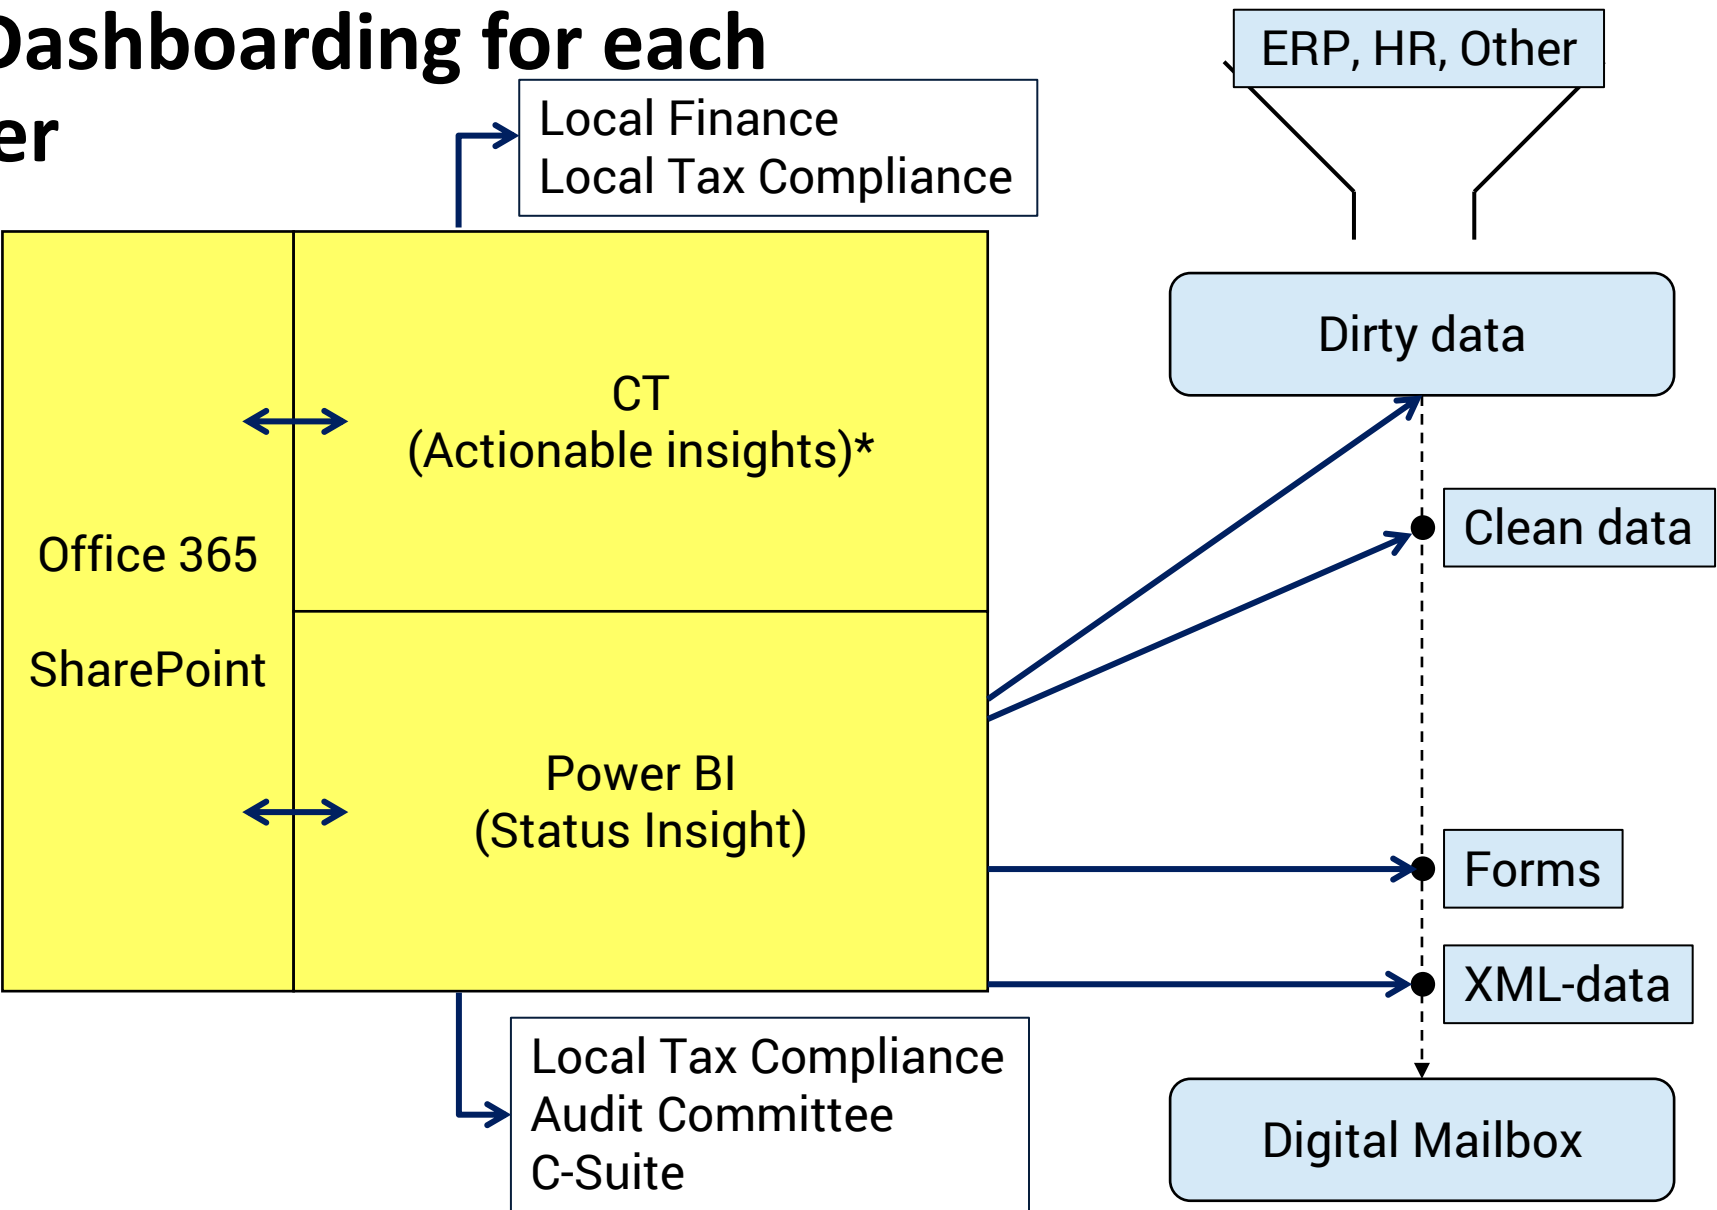 Dashboarding for each
er
ERP, HR, Other
Local Finance
Local Tax Compliance
Dirty data
CT
(Actionable insights)*
Clean data
Office 365
SharePoint
Power BI
(Status Insight)
Forms
XML-data
Local Tax Compliance
Audit Committee
C-Suite
Digital Mailbox